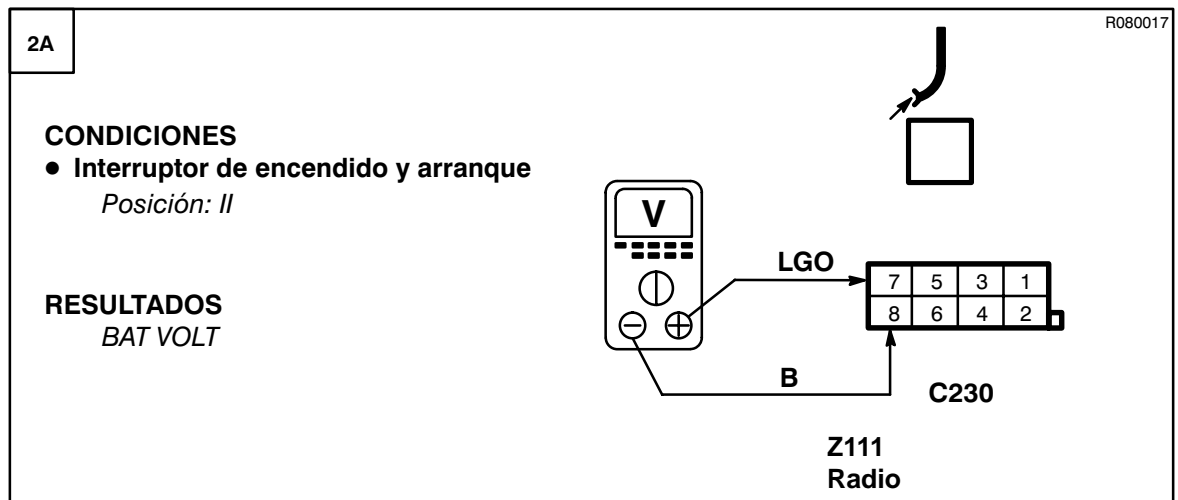 R080017
2A
CONDICIONES
● Interruptor de encendido y arranque
Posición: II
RESULTADOS
BAT VOLT
V
LGO
7 5 3 1
8 6 4 2
B
C230
Z111
Radio